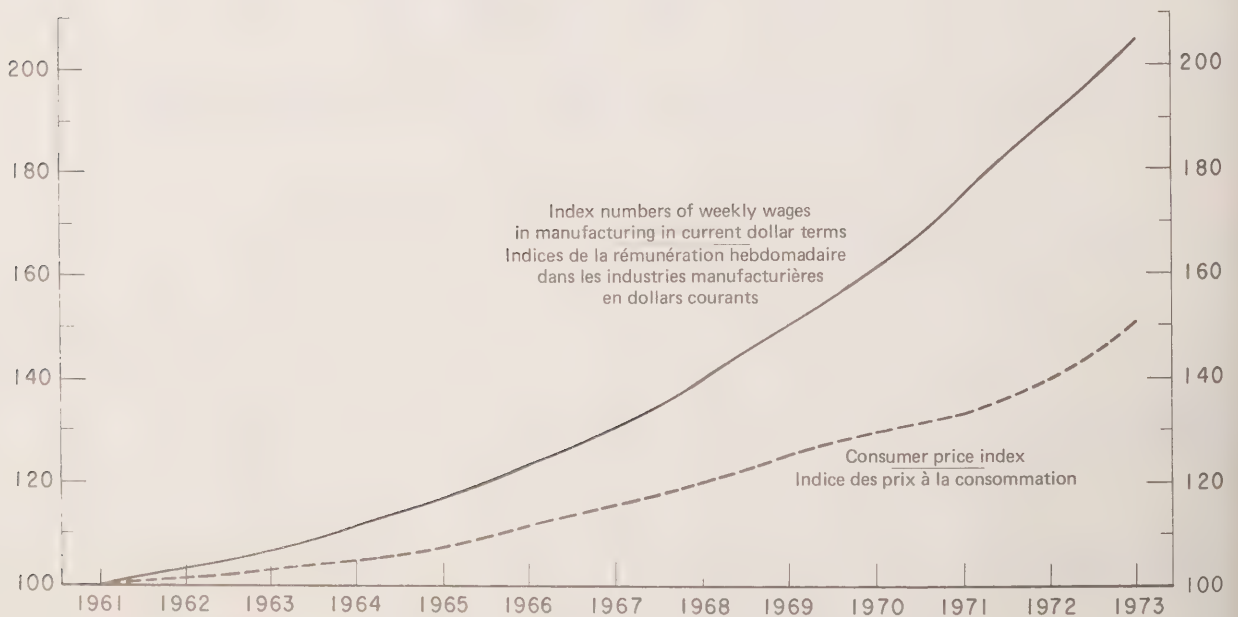 200
180
160
140
120
100
Index numbers of weekly wages
in manufacturing in current dollar terms
Indices de la rémunération hebdomadaire
dans les industries manufacturières
en dollars courants
Consumer price index
Indice des prix à la consommation
200
180
160
140
120
100
1961 1962 1963 1964 1965 1966 1967 1968 1969 1970 1971 1972 1973